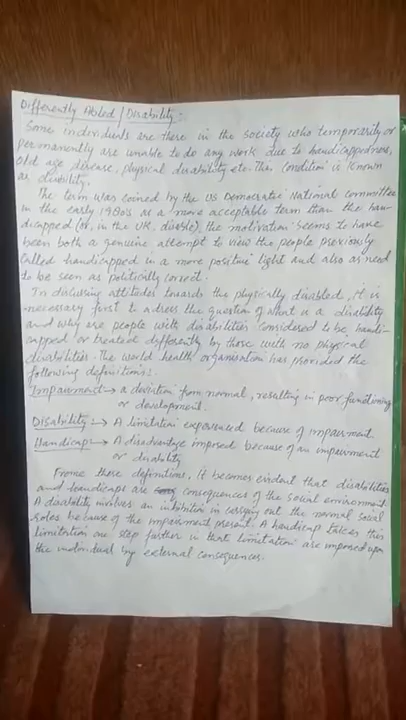 Differently Abled / Disability:
Some individuals are there in the society who temporarity or
permanently are unable to do any work due to handicappedness,
old age disease, physical durability etc. This condition is known
as disability.
The term was coined by the US Democratic National committee
in the early 1980's as a more acceptable term than the han-
dicapped (or, in the UK, disable), the motivation seems to have
been both a genuine attempt to view the people previously
called handicapped in a more positive light and also as need
to be seen as politically correct.
In discussing attitudes towards the physically disabled, it is
necessary first to adress the question of what is a disability
and why are people with disabilities considered to be handi-
capped or treated differently by those with no physical
disabilities. The world health organisation has provided the
following definitions:
Impairment → a deviation from normal, resulting in poor functioning
or development.
Disability: → A limitation experienced because of impairment
Handicap: → A disadvantage imposed because of an impairment
or disability
From these definitions, it becomes evident that disabilities
and handicaps are consequences of the social environment.
A disability involves an inhibition in carrying out the normal social
roles because of the impairment present. A handicap takes this
limitation one step further in that limitation are imposed upon
the individual by external consequences.